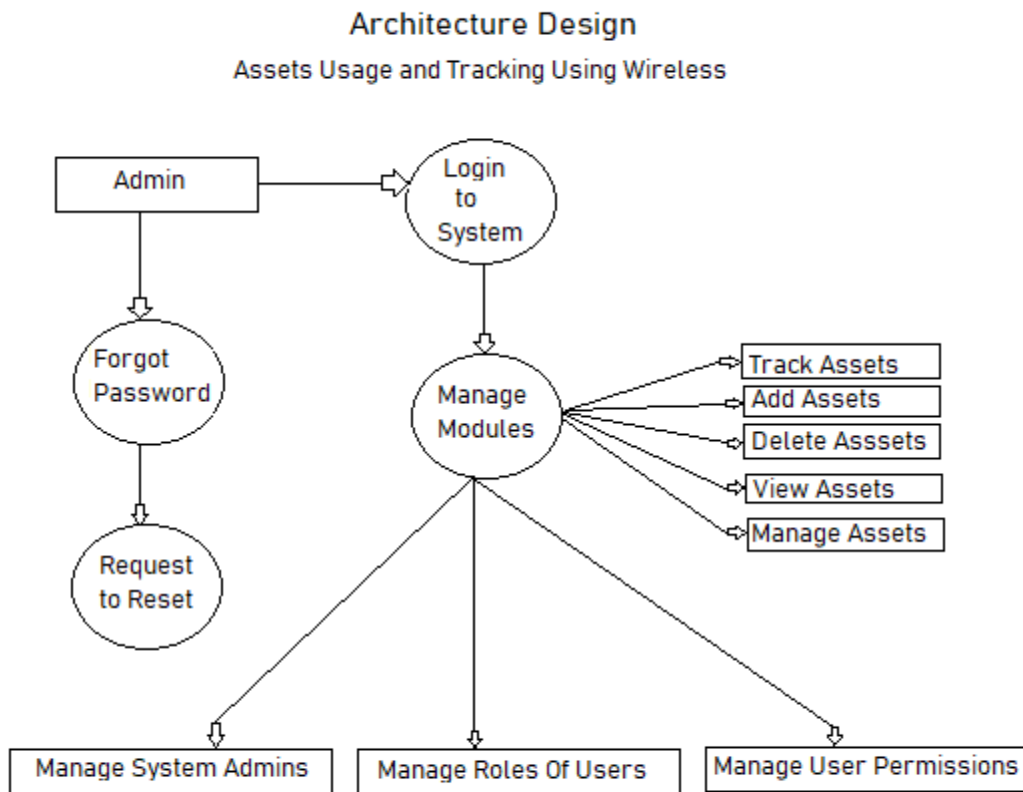 Architecture Design
Assets Usage and Tracking Using Wireless
Admin
Login
to
System
Forgot
Password
Manage
Modules
Track Assets
Add Assets
Delete Asssets
View Assets
Manage Assets
Request
to Reset
Manage System Admins
Manage Roles Of Users
Manage User Permissions